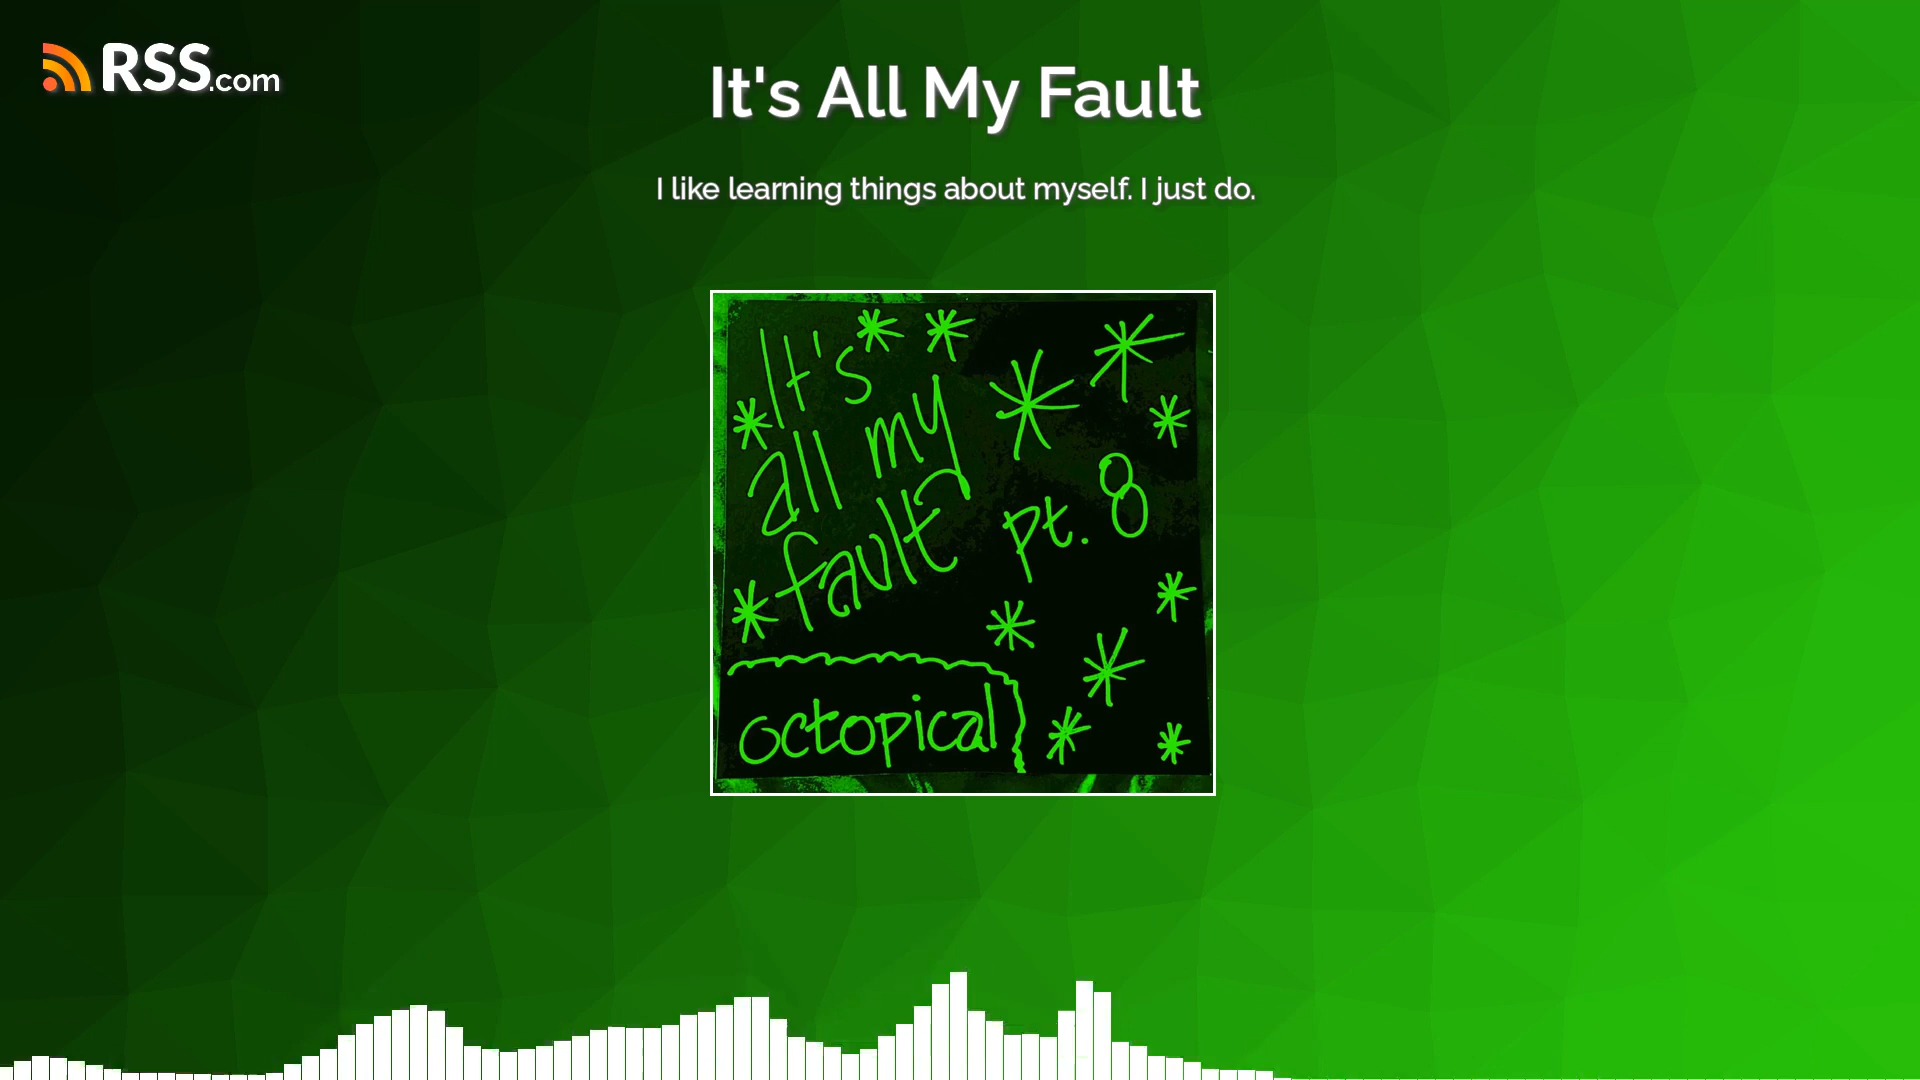 RSS.com
It's All My Fault
I like learning things about myself. I just do.
It's
all my
fault pt. 8
octopical